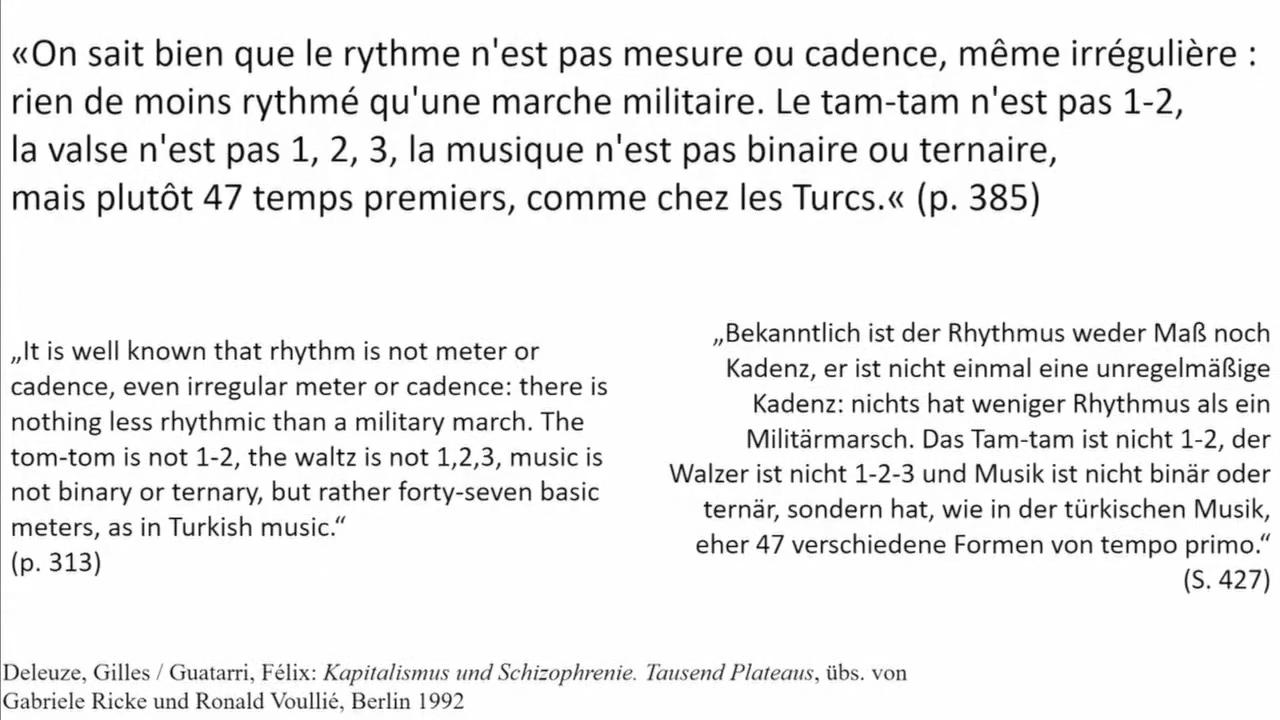 «On sait bien que le rythme n'est pas mesure ou cadence, même irrégulière :
rien de moins rythmé qu'une marche militaire. Le tam-tam n'est pas 1-2,
la valse n'est pas 1, 2, 3, la musique n'est pas binaire ou ternaire,
mais plutôt 47 temps premiers, comme chez les Turcs.« (p. 385)
„It is well known that rhythm is not meter or
cadence, even irregular meter or cadence: there is
nothing less rhythmic than a military march. The
tom-tom is not 1-2, the waltz is not 1,2,3, music is
not binary or ternary, but rather forty-seven basic
meters, as in Turkish music.“
(p. 313)
„Bekanntlich ist der Rhythmus weder Maß noch
Kadenz, er ist nicht einmal eine unregelmäßige
Kadenz: nichts hat weniger Rhythmus als ein
Militärmarsch. Das Tam-tam ist nicht 1-2, der
Walzer ist nicht 1-2-3 und Musik ist nicht binär oder
ternär, sondern hat, wie in der türkischen Musik,
eher 47 verschiedene Formen von tempo primo.“
(S. 427)
Deleuze, Gilles / Guatarri, Félix: Kapitalismus und Schizophrenie. Tausend Plateaus, übs. von
Gabriele Ricke und Ronald Voullié, Berlin 1992